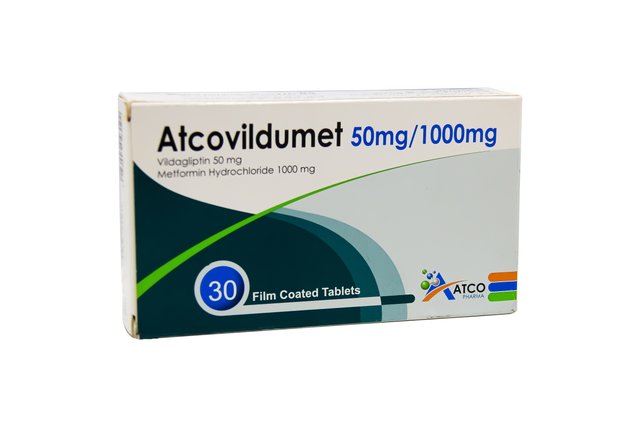 Atcovildumet 50mg/1000mg
Vildagliptin 50 mg
Metformin Hydrochloride 1000 mg
30 Film Coated Tablets
ATCO
PHARMA